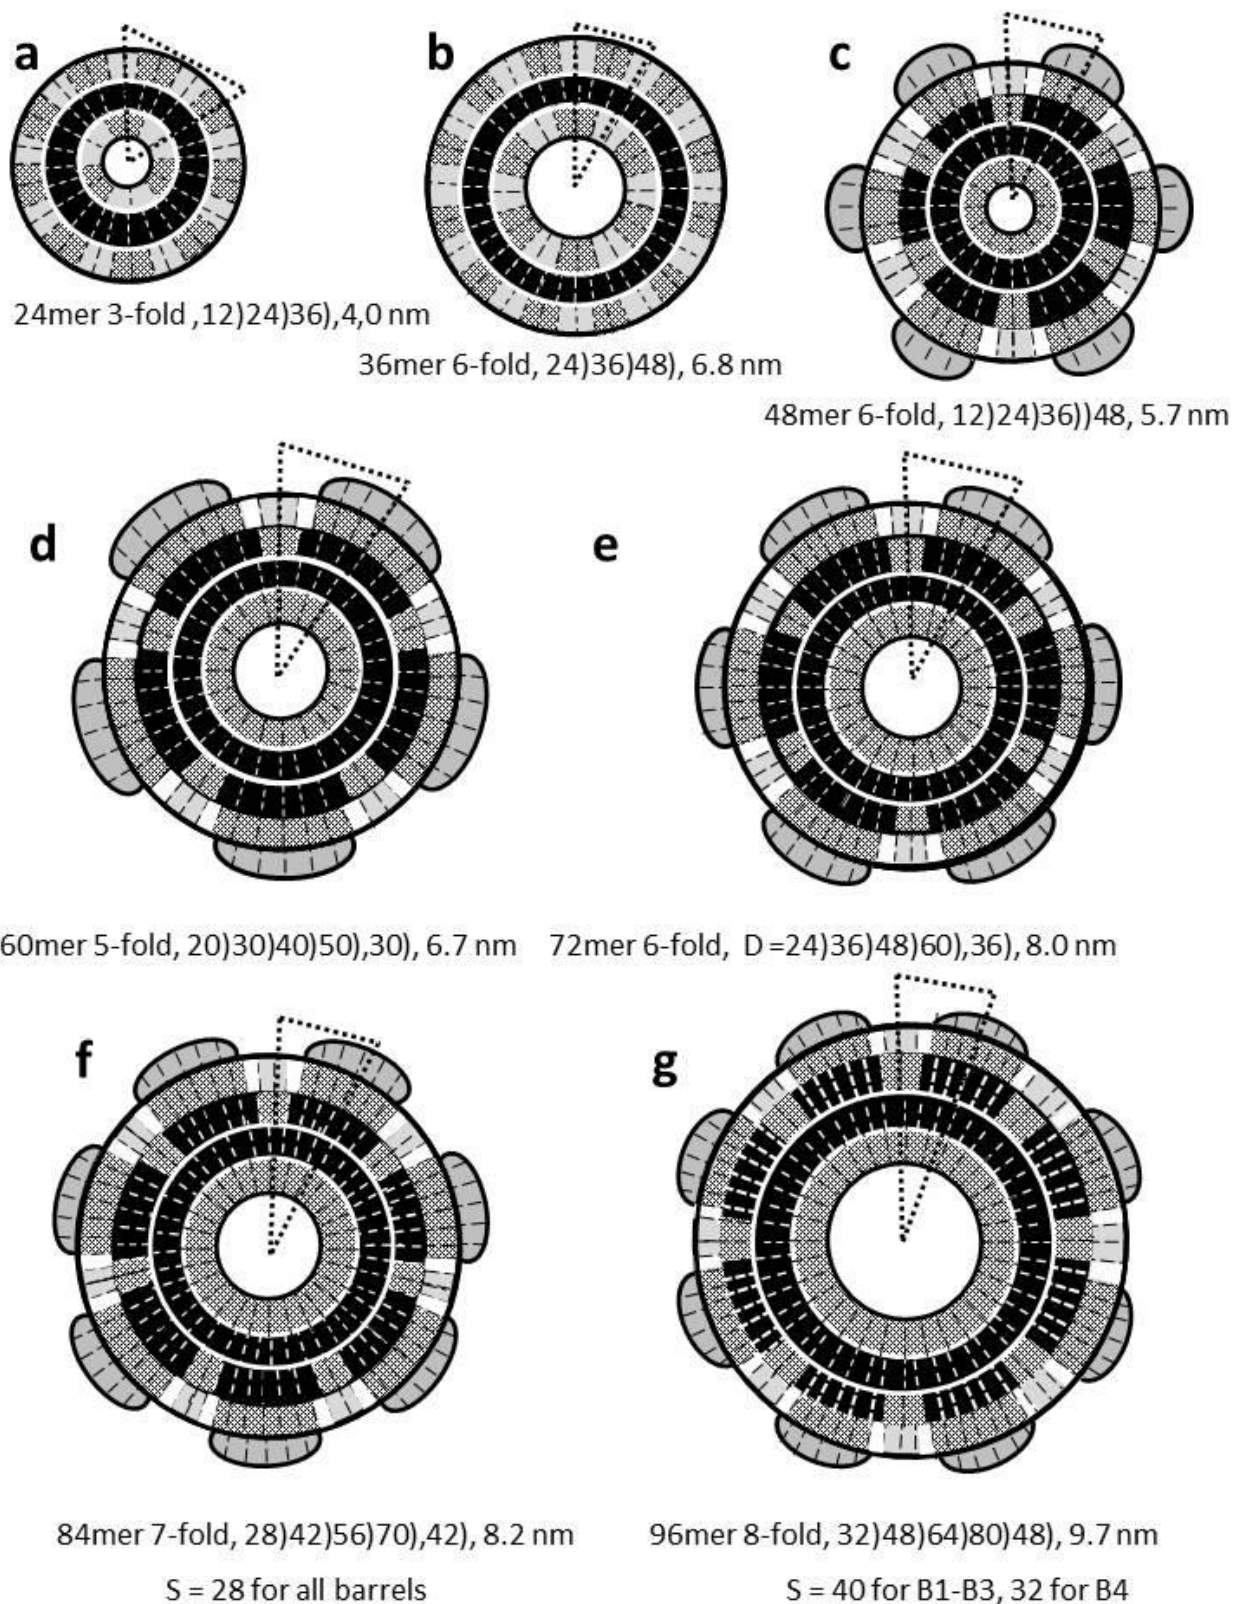 a
b
c
24mer 3-fold ,12)24)36),4,0 nm
36mer 6-fold, 24)36)48), 6.8 nm
48mer 6-fold, 12)24)36))48, 5.7 nm
d
e
60mer 5-fold, 20)30)40)50),30), 6.7 nm
72mer 6-fold, D =24)36)48)60),36), 8.0 nm
f
g
84mer 7-fold, 28)42)56)70),42), 8.2 nm
96mer 8-fold, 32)48)64)80)48), 9.7 nm
S = 28 for all barrels
S = 40 for B1-B3, 32 for B4